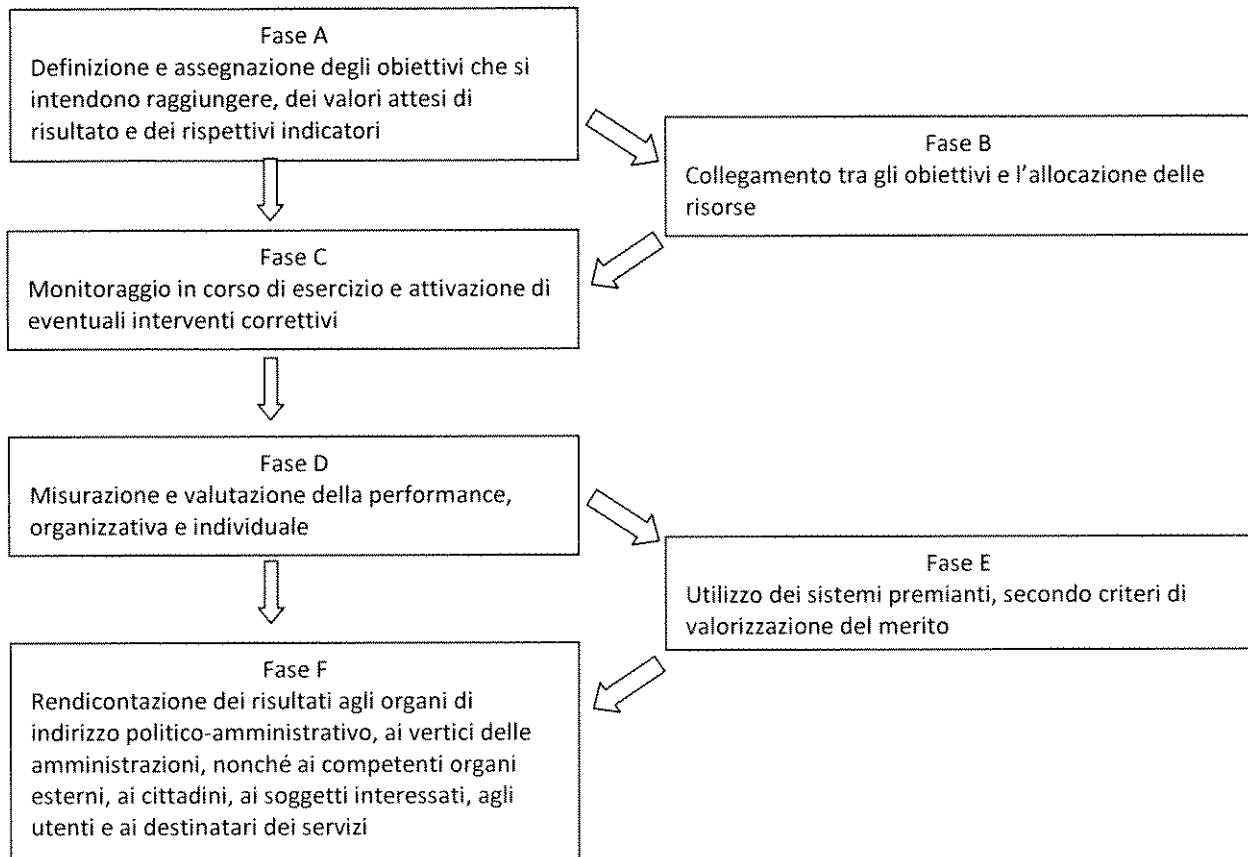 Fase A
Definizione e assegnazione degli obiettivi che si
intendono raggiungere, dei valori attesi di
risultato e dei rispettivi indicatori
Fase B
Collegamento tra gli obiettivi e l'allocazione delle
risorse
Fase C
Monitoraggio in corso di esercizio e attivazione di
eventuali interventi correttivi
Fase D
Misurazione e valutazione della performance,
organizzativa e individuale
Fase E
Utilizzo dei sistemi premianti, secondo criteri di
valorizzazione del merito
Fase F
Rendicontazione dei risultati agli organi di
indirizzo politico-amministrativo, ai vertici delle
amministrazioni, nonché ai competenti organi
esterni, ai cittadini, ai soggetti interessati, agli
utenti e ai destinatari dei servizi